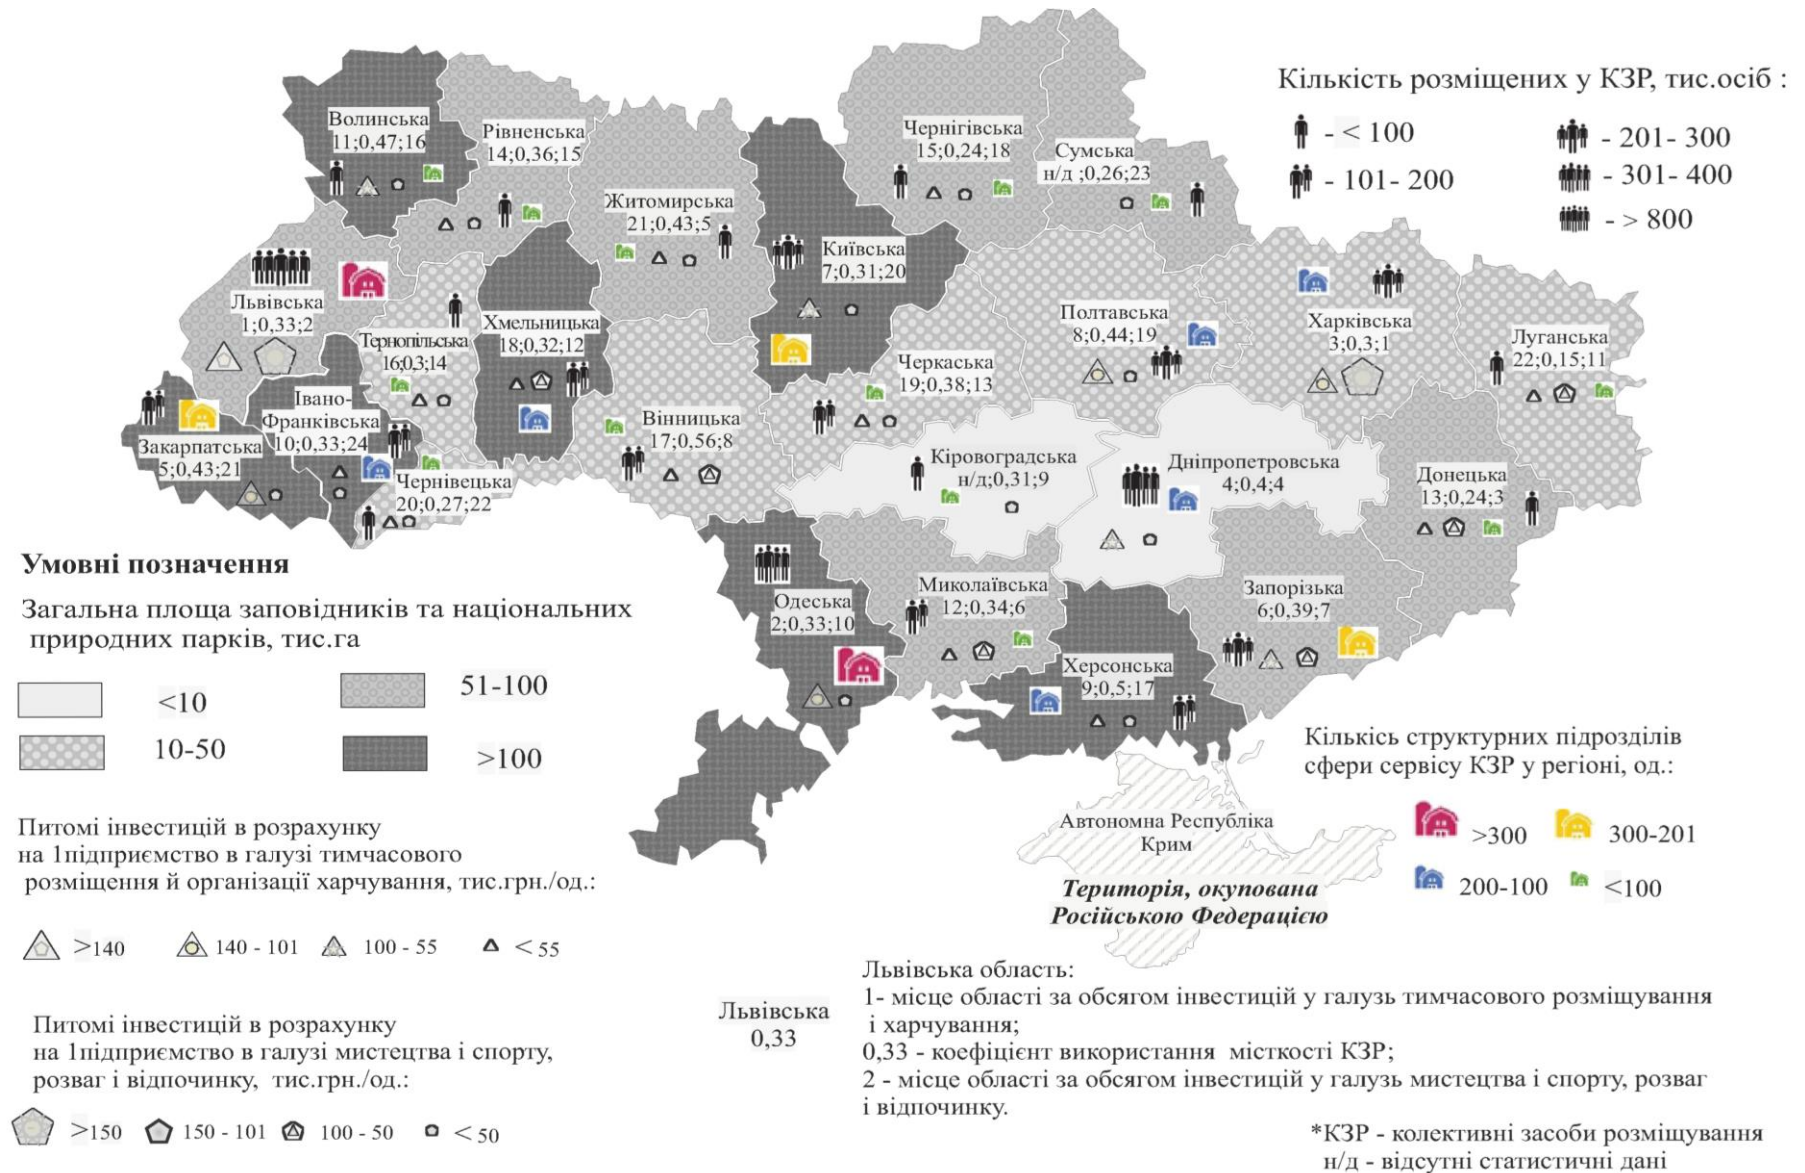 Кількість розміщених у КЗР, тис.осіб :
- < 100
- 201- 300
- 101- 200
- 301- 400
- > 800
Волинська
11;0,47;16
Рівненська
14;0,36;15
Житомирська
21;0,43;5
Чернігівська
15;0,24;18
Сумська
н/д ;0,26;23
Київська
7;0,31;20
Львівська
1;0,33;2
Тернопільська
16;0,3;14
Хмельницька
18;0,32;12
Полтавська
8;0,44;19
Харківська
3;0,3;1
Луганська
22;0,15;11
Черкаська
19;0,38;13
Івано-
Франківська
10;0,33;24
Закарпатська
5;0,43;21
Вінницька
17;0,56;8
Чернівецька
20;0,27;22
Кіровоградська
н/д;0,31;9
Дніпропетровська
4;0,4;4
Донецька
13;0,24;3
Одеська
2;0,33;10
Миколаївська
12;0,34;6
Запорізька
6;0,39;7
Херсонська
9;0,5;17
Автономна Республіка
Крим
Територія, окупована
Російською Федерацією
Умовні позначення
Загальна площа заповідників та національних
природних парків, тис.га
<10
51-100
10-50
>100
Питомі інвестицій в розрахунку
на 1підприємство в галузі тимчасового
розміщення й організації харчування, тис.грн./од.:
>140
140 - 101
100 - 55
< 55
Питомі інвестицій в розрахунку
на 1підприємство в галузі мистецтва і спорту,
розваг і відпочинку, тис.грн./од.:
>150
150 - 101
100 - 50
< 50
Кількісь структурних підрозділів
сфери сервісу КЗР у регіоні, од.:
>300
300-201
200-100
<100
Львівська
0,33
Львівська область:
1- місце області за обсягом інвестицій у галузь тимчасового розміщування
і харчування;
0,33 - коефіцієнт використання місткості КЗР;
2 - місце області за обсягом інвестицій у галузь мистецтва і спорту, розваг
і відпочинку.
*КЗР - колективні засоби розміщування
н/д - відсутні статистичні дані